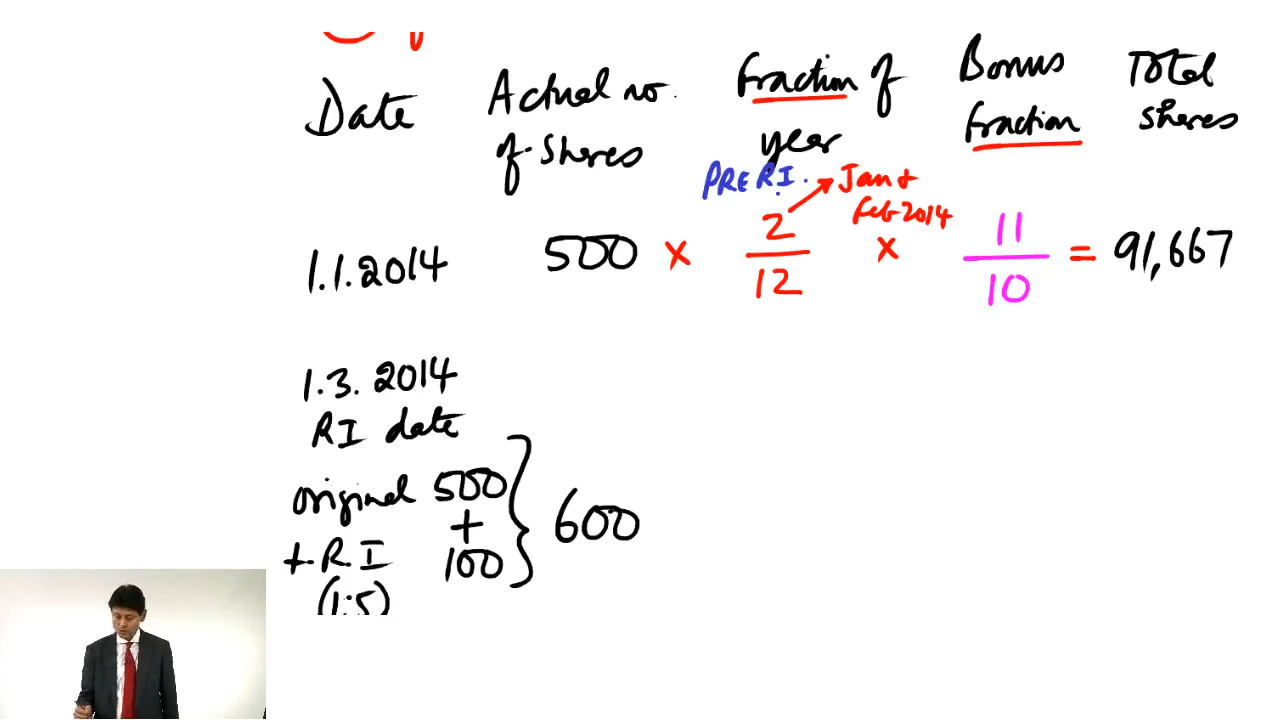 Date Actual no. of shares Fraction of year Bonus fraction Total shares
PRE RI. Jan + Feb 2014
1.1.2014 500 x 2/12 x 11/10 = 91,667
1.3.2014
RI date
original 500
+ 600
+ R.I 100
(1:5)